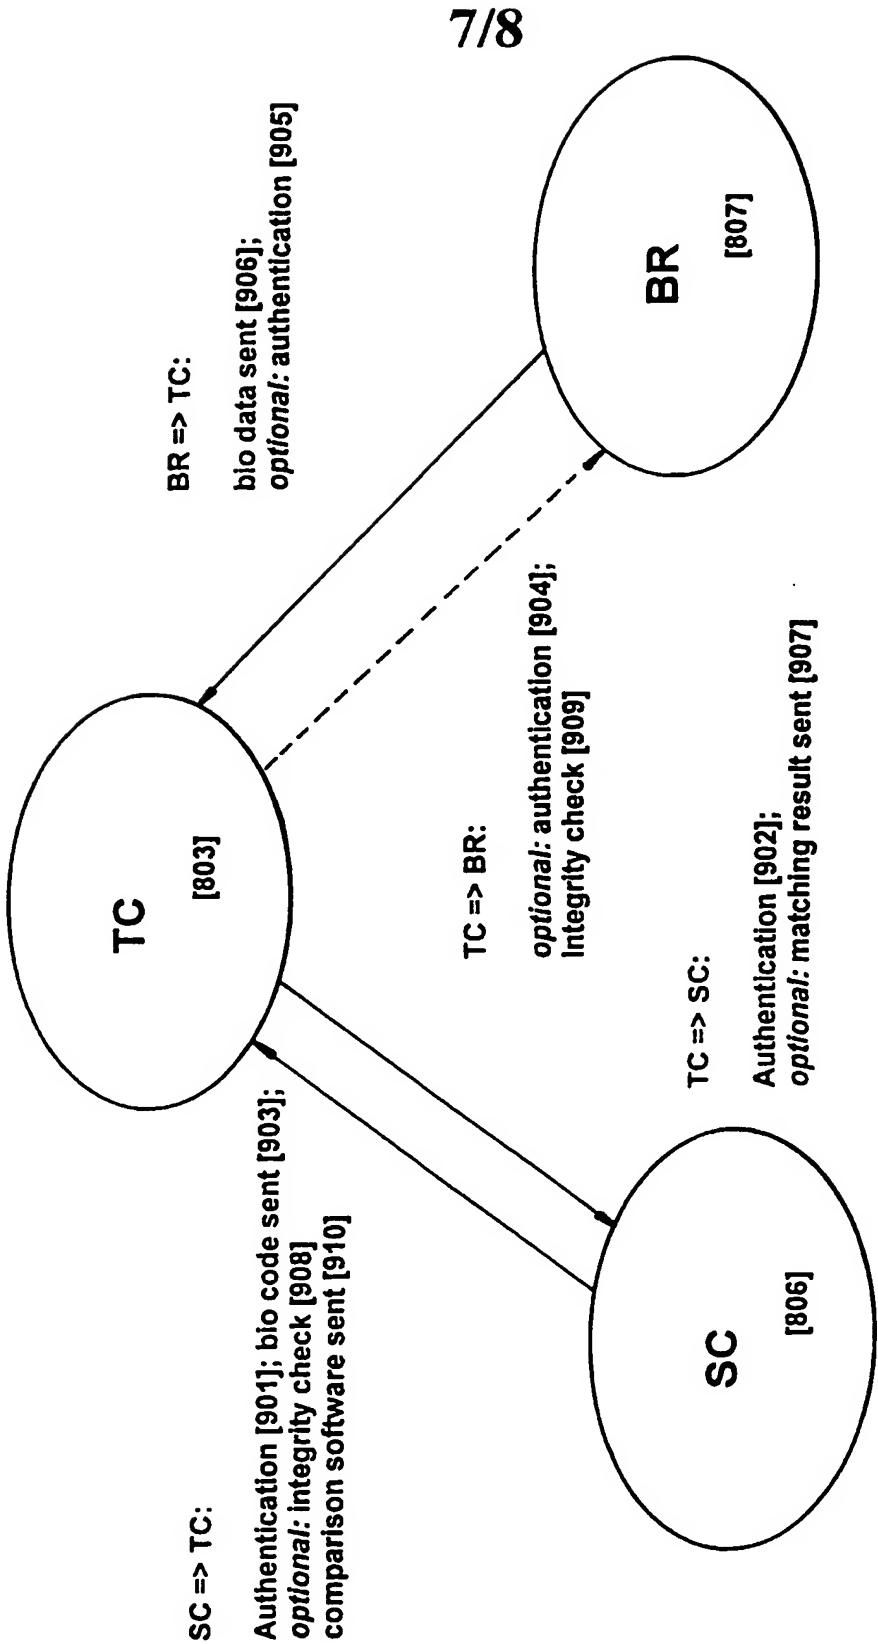 7/8
BR => TC:
bio data sent [906];
optional: authentication [905]
TC
[803]
BR
[807]
TC => BR:
optional: authentication [904];
Integrity check [909]
SC => TC:
Authentication [901]; bio code sent [903];
optional: integrity check [908]
comparison software sent [910]
TC => SC:
Authentication [902];
optional: matching result sent [907]
SC
[806]